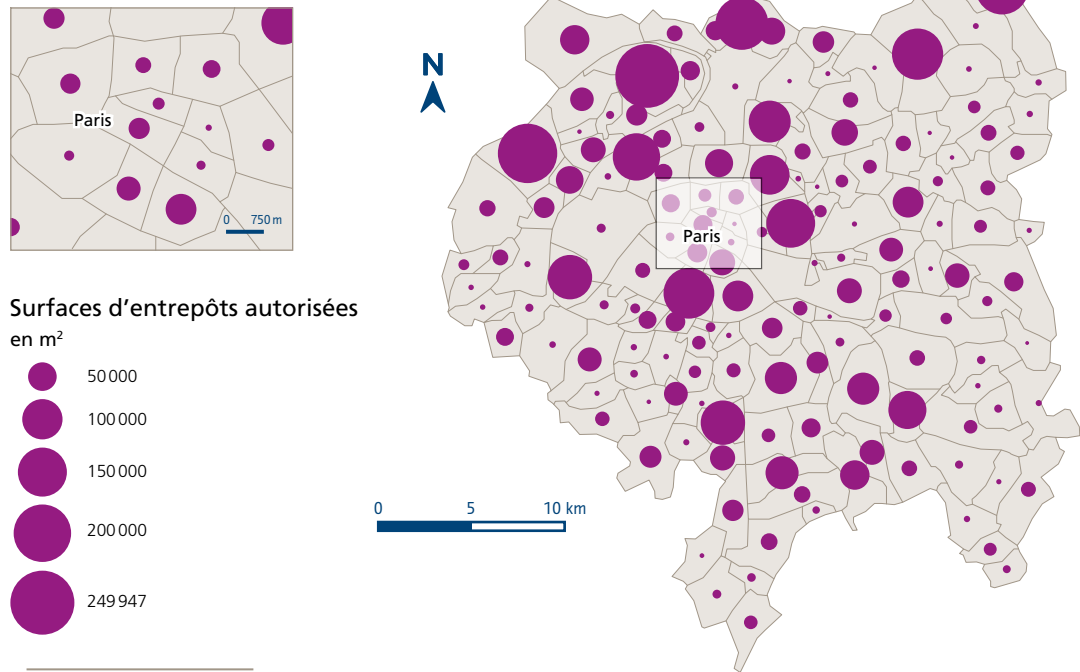 Paris
0 750 m
N
Paris
Surfaces d’entrepôts autorisées
en m²
50 000
100 000
150 000
200 000
249 947
0 5 10 km